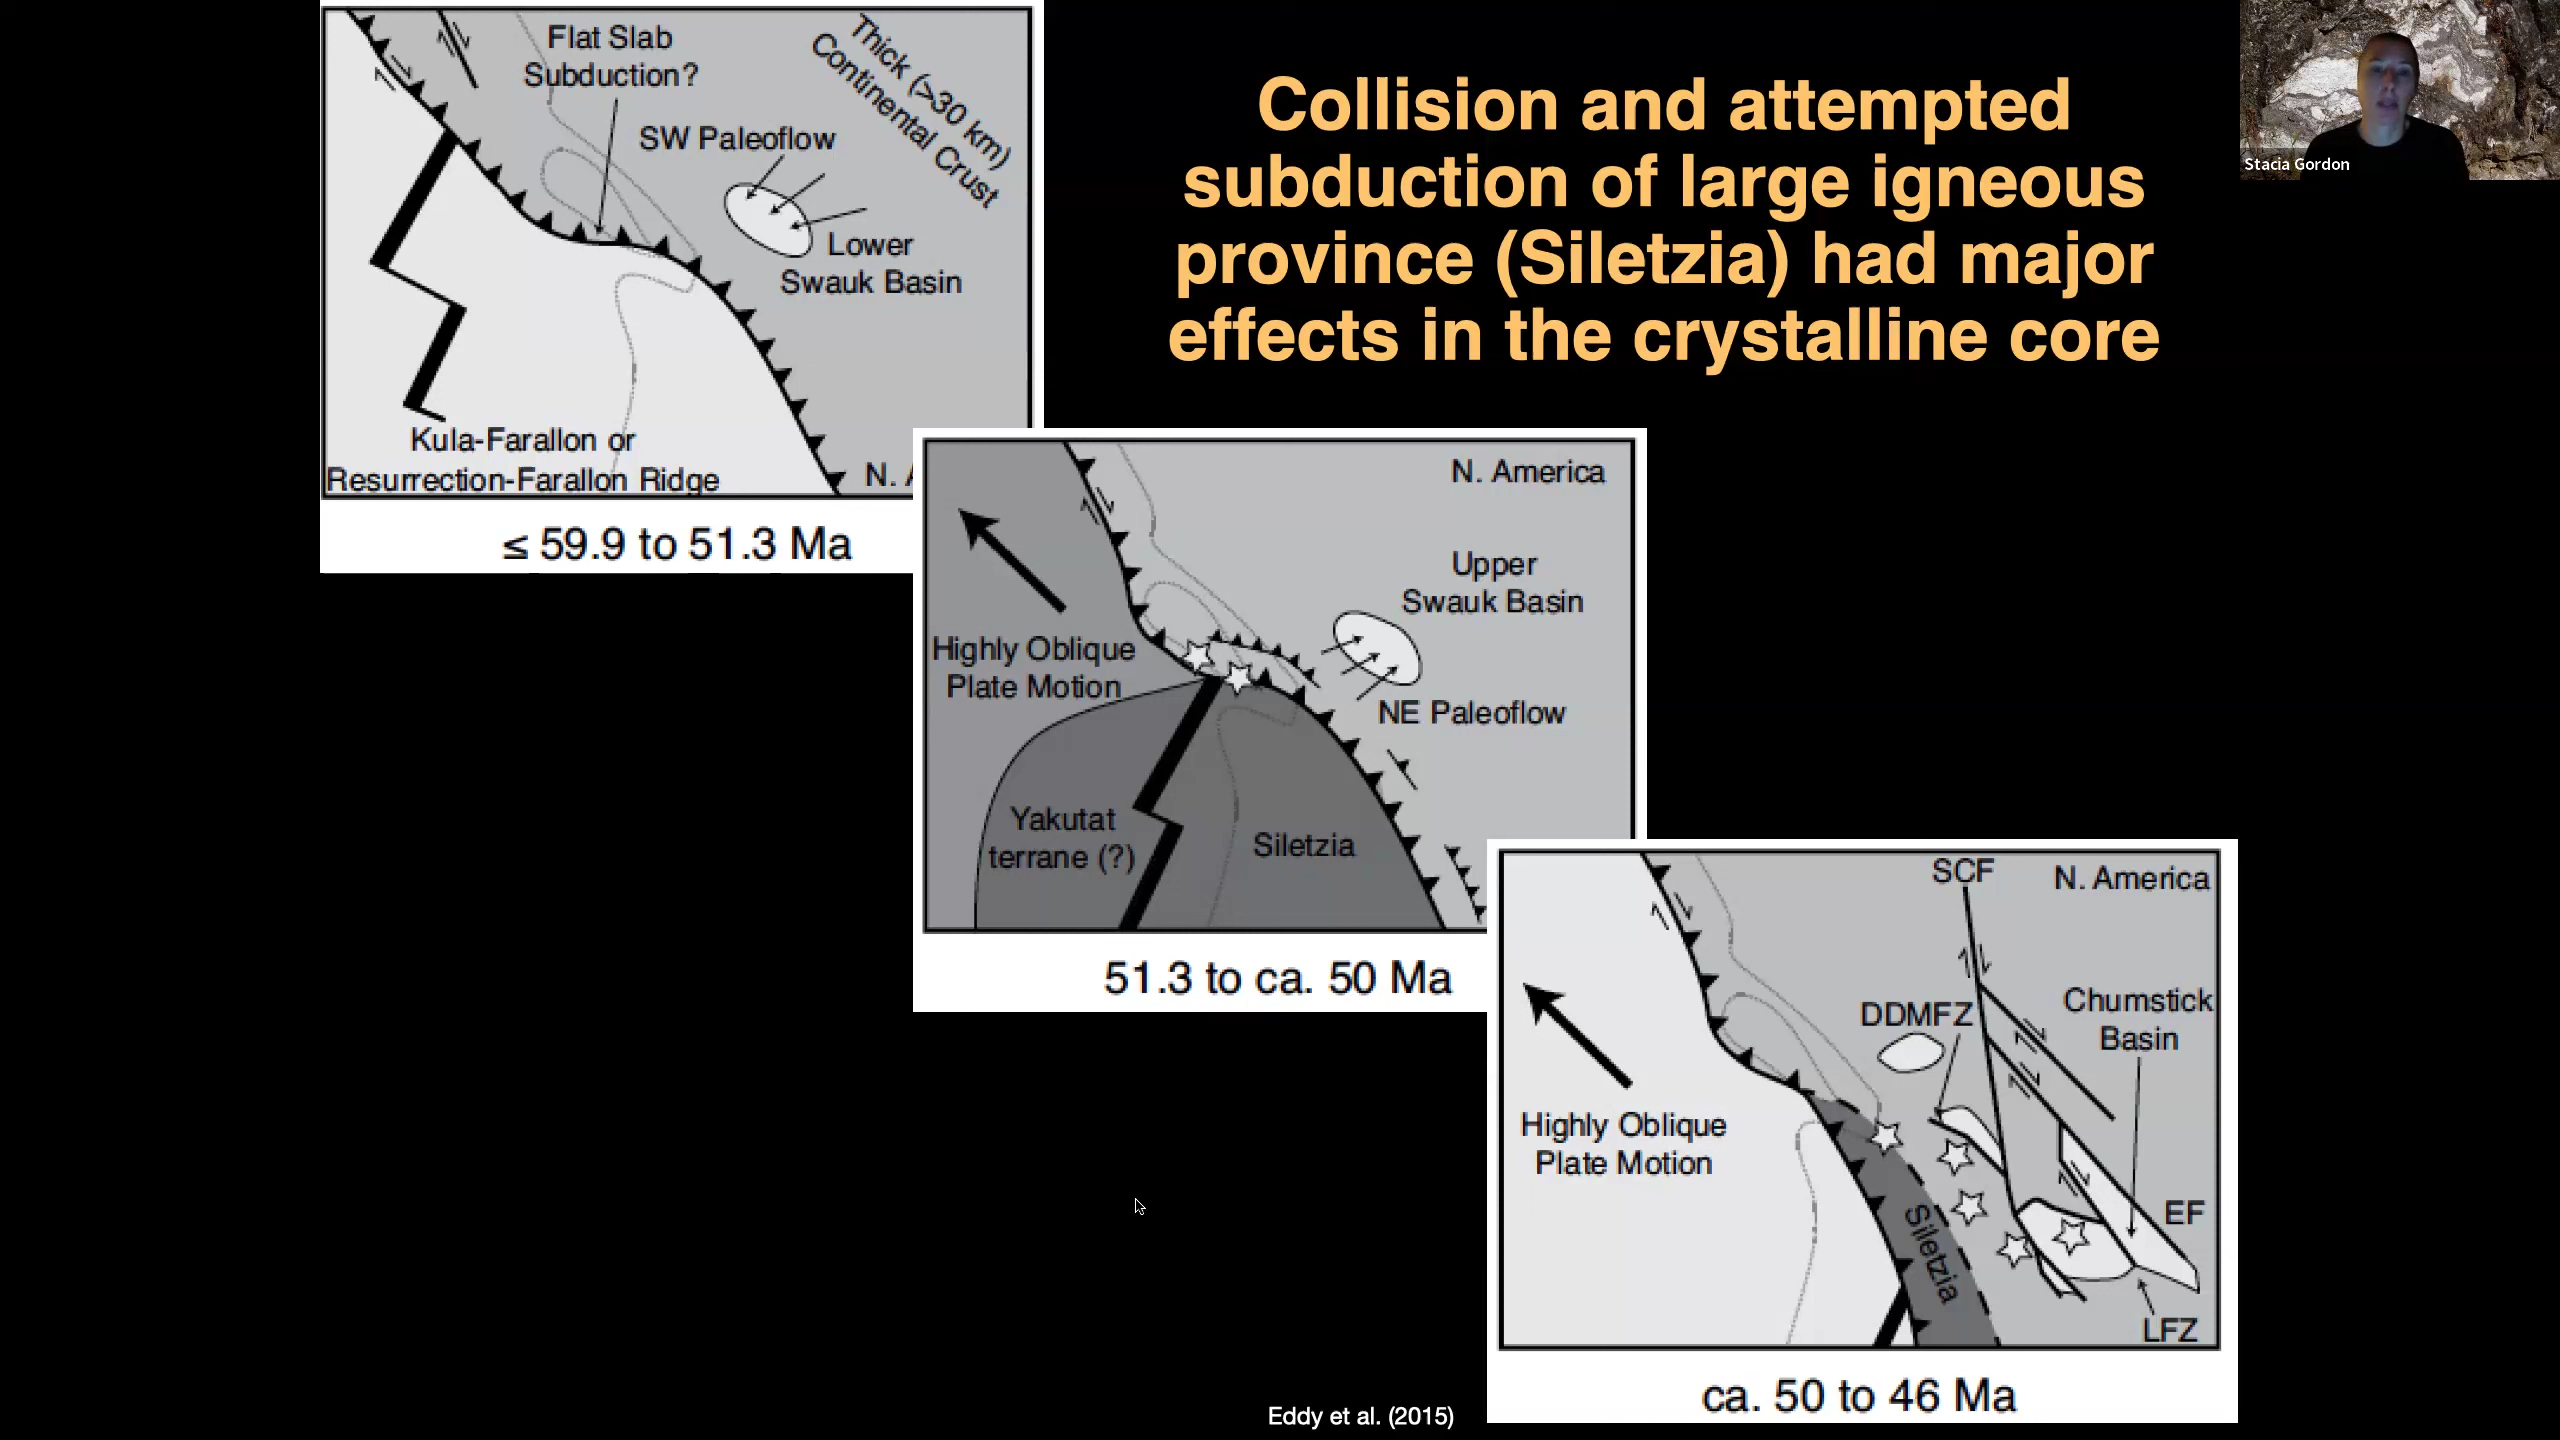 Flat Slab
Subduction?
Thick (>30 km)
Continental Crust
SW Paleoflow
Lower
Swauk Basin
Kula-Farallon or
Resurrection-Farallon Ridge
N. A
≤ 59.9 to 51.3 Ma
Collision and attempted
subduction of large igneous
province (Siletzia) had major
effects in the crystalline core
Stacia Gordon
N. America
Upper
Swauk Basin
Highly Oblique
Plate Motion
NE Paleoflow
Yakutat
terrane (?)
Siletzia
51.3 to ca. 50 Ma
SCF
N. America
DDMFZ
Chumstick
Basin
Highly Oblique
Plate Motion
Siletzia
EF
LFZ
ca. 50 to 46 Ma
Eddy et al. (2015)